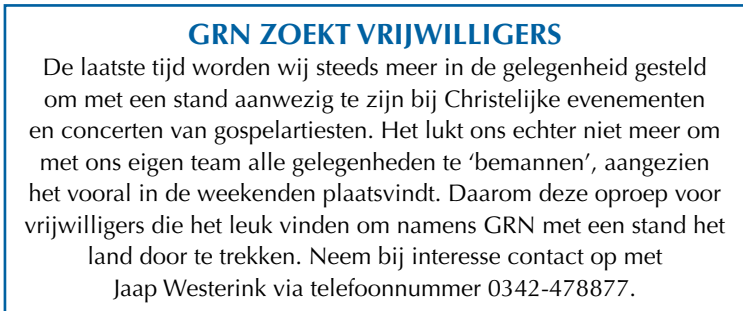 GRN ZOEKT VRIJWILLIGERS
De laatste tijd worden wij steeds meer in de gelegenheid gesteld
om met een stand aanwezig te zijn bij Christelijke evenementen
en concerten van gospelartiesten. Het lukt ons echter niet meer om
met ons eigen team alle gelegenheden te ‘bemannen’, aangezien
het vooral in de weekenden plaatsvindt. Daarom deze oproep voor
vrijwilligers die het leuk vinden om namens GRN met een stand het
land door te trekken. Neem bij interesse contact op met
Jaap Westerink via telefoonnummer 0342-478877.